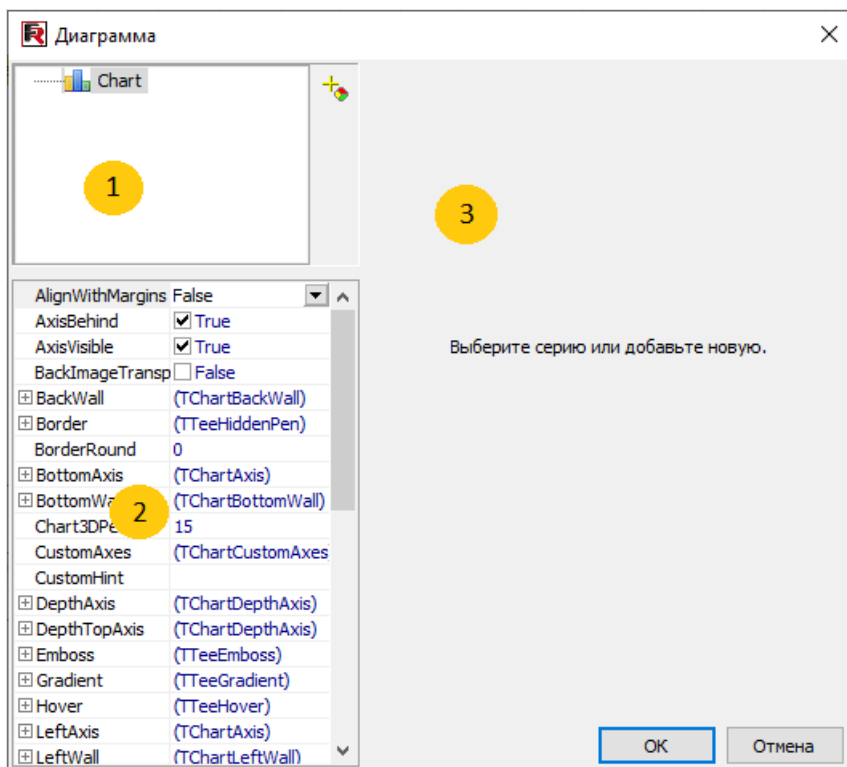 Диаграмма
Chart
1
3
AlignWithMargins False
AxisBehind True
AxisVisible True
Выберите серию или добавьте новую.
BackImageTransp False
BackWall (TChartBackWall)
Border (TTeeHiddenPen)
BorderRound 0
BottomAxis (TChartAxis)
BottomWa (TChartBottomWall)
2
Chart3DPe 15
CustomAxes (TChartCustomAxes)
CustomHint
DepthAxis (TChartDepthAxis)
DepthTopAxis (TChartDepthAxis)
Emboss (TTeeEmboss)
Gradient (TTeeGradient)
Hover (TTeeHover)
LeftAxis (TChartAxis)
LeftWall (TChartLeftWall)
OK Отмена